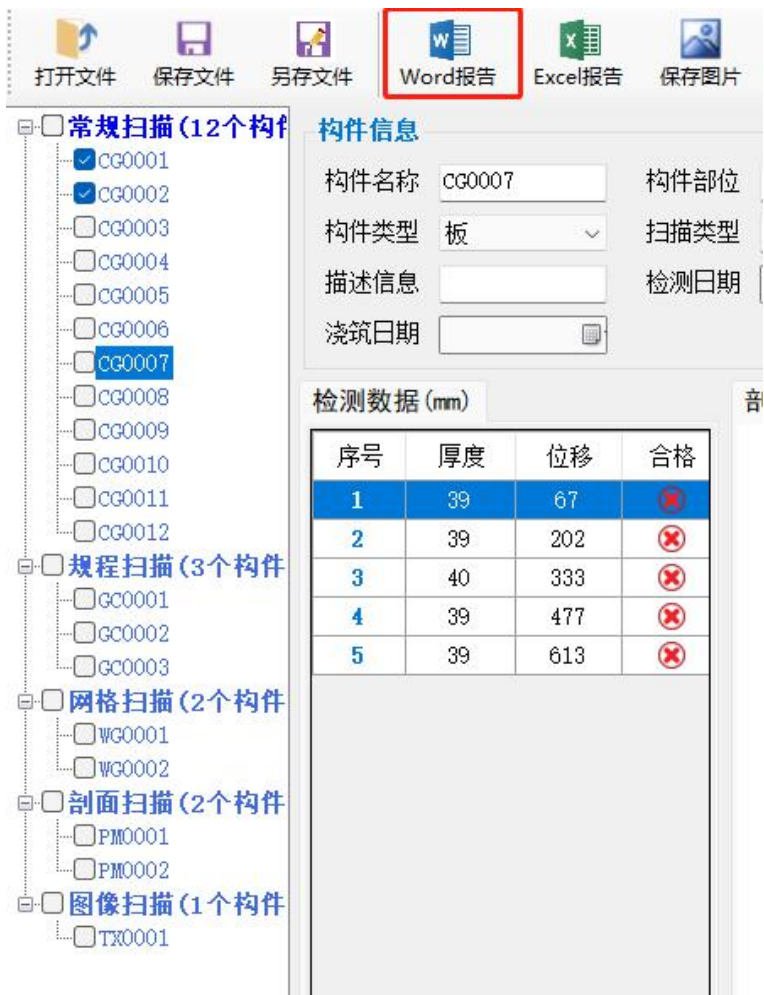 打开文件 保存文件 另存文件 Word报告 Excel报告 保存图片
常规扫描(12个构件
CG0001
CG0002
CG0003
CG0004
CG0005
CG0006
CG0007
CG0008
CG0009
CG0010
CG0011
CG0012
规程扫描(3个构件
GC0001
GC0002
GC0003
网格扫描(2个构件
WG0001
WG0002
剖面扫描(2个构件
PM0001
PM0002
图像扫描(1个构件
TX0001
构件信息
构件名称 CG0007 构件部位
构件类型 板 扫描类型
描述信息 检测日期
浇筑日期
检测数据(mm)
序号 厚度 位移 合格
1 39 67
2 39 202
3 40 333
4 39 477
5 39 613